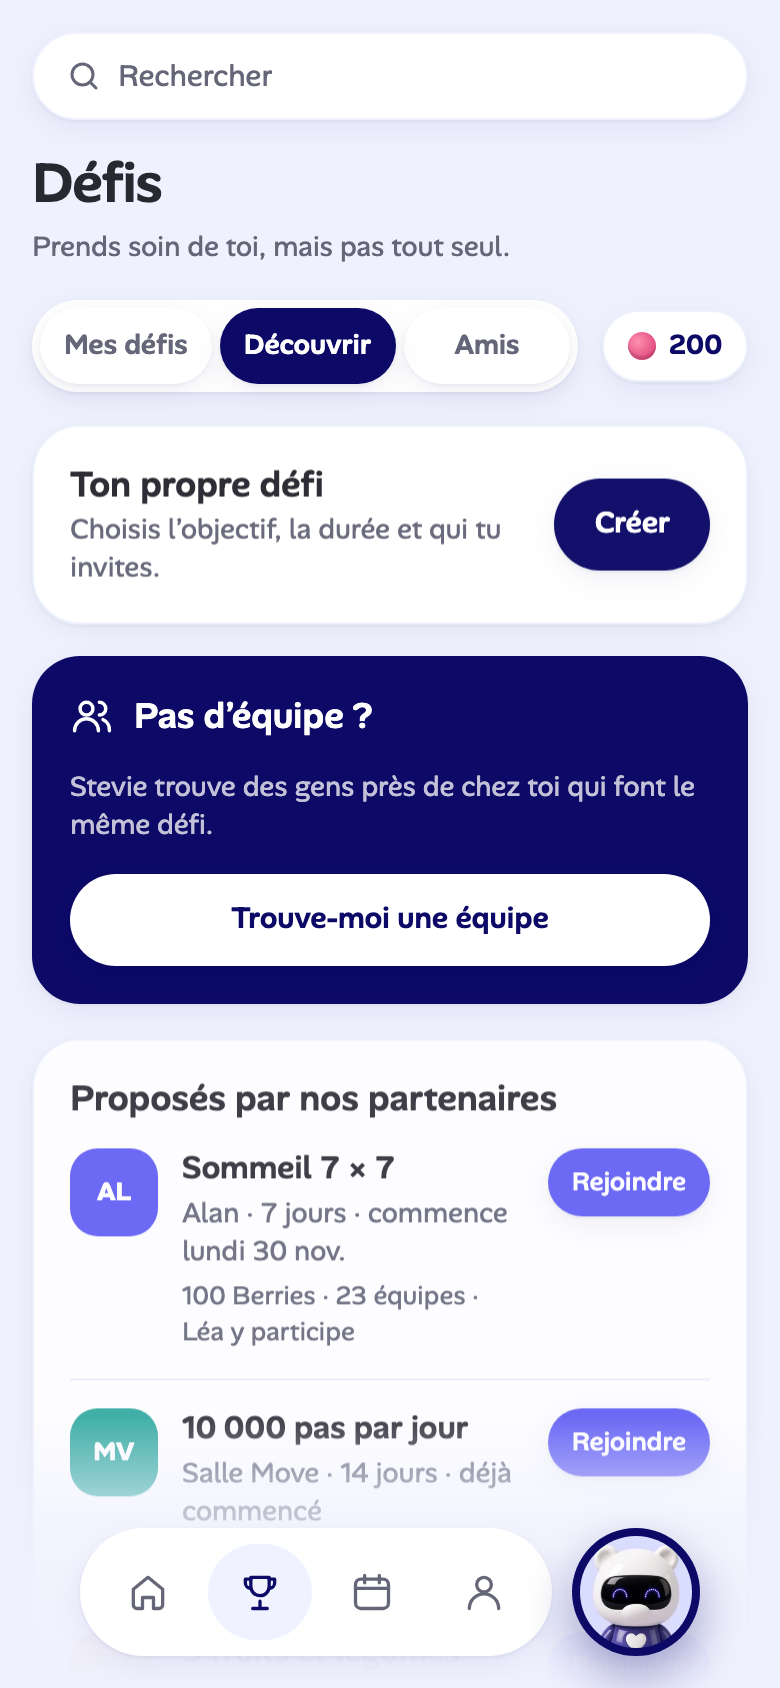 Rechercher
Défis
Prends soin de toi, mais pas tout seul.
Mes défis
Découvrir
Amis
200
Ton propre défi
Choisis l’objectif, la durée et qui tu
invites.
Créer
Pas d’équipe ?
Stevie trouve des gens près de chez toi qui font le
même défi.
Trouve-moi une équipe
Proposés par nos partenaires
AL
Sommeil 7 × 7
Alan · 7 jours · commence
lundi 30 nov.
100 Berries · 23 équipes ·
Léa y participe
Rejoindre
MV
10 000 pas par jour
Salle Move · 14 jours · déjà
commencé
Rejoindre